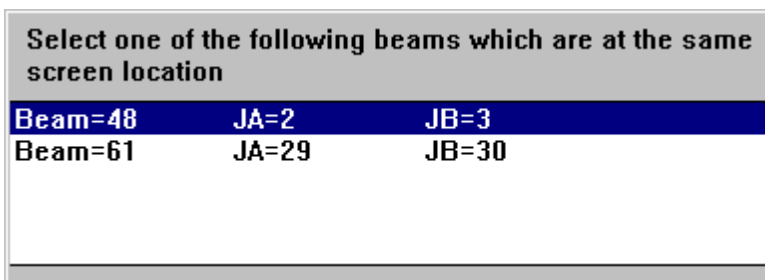 Select one of the following beams which are at the same
screen location
Beam=48 JA=2 JB=3
Beam=61 JA=29 JB=30